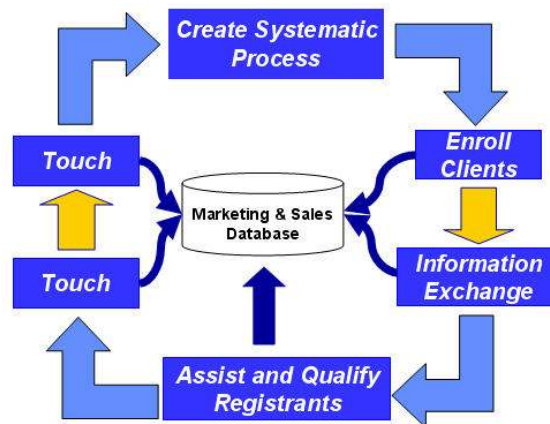 Create Systematic
Process
Touch
Enroll
Clients
Marketing & Sales
Database
Touch
Information
Exchange
Assist and Qualify
Registrants